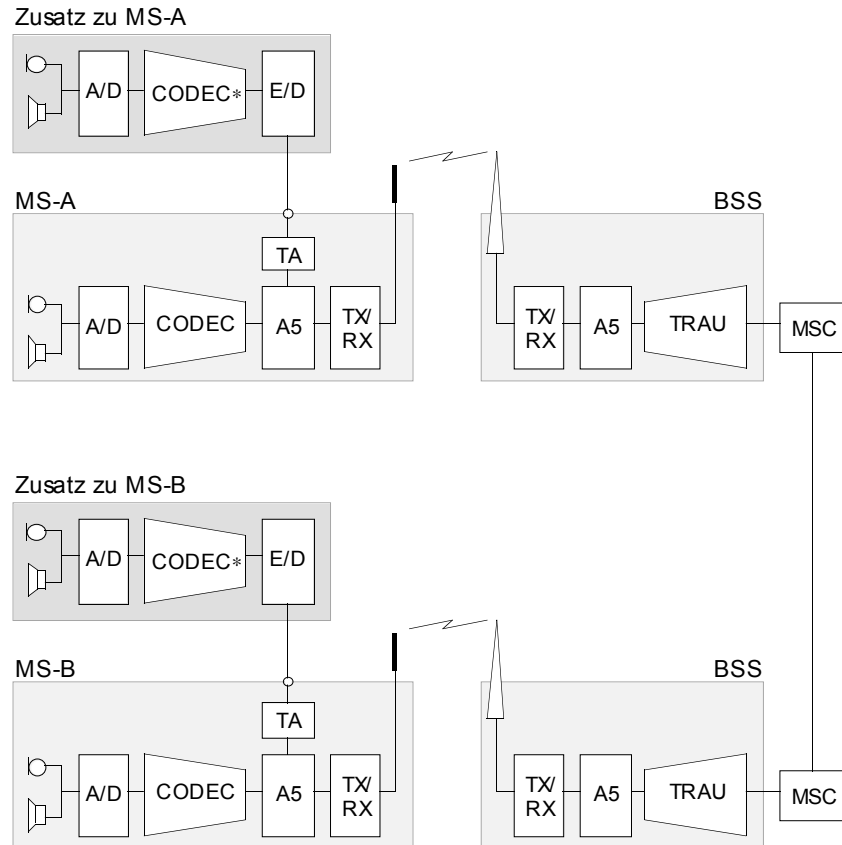 Zusatz zu MS-A
A/D
CODEC*
E/D
MS-A
BSS
TA
A/D
CODEC
A5
TX/
RX
TX/
RX
A5
TRAU
MSC
Zusatz zu MS-B
A/D
CODEC*
E/D
MS-B
BSS
TA
A/D
CODEC
A5
TX/
RX
TX/
RX
A5
TRAU
MSC